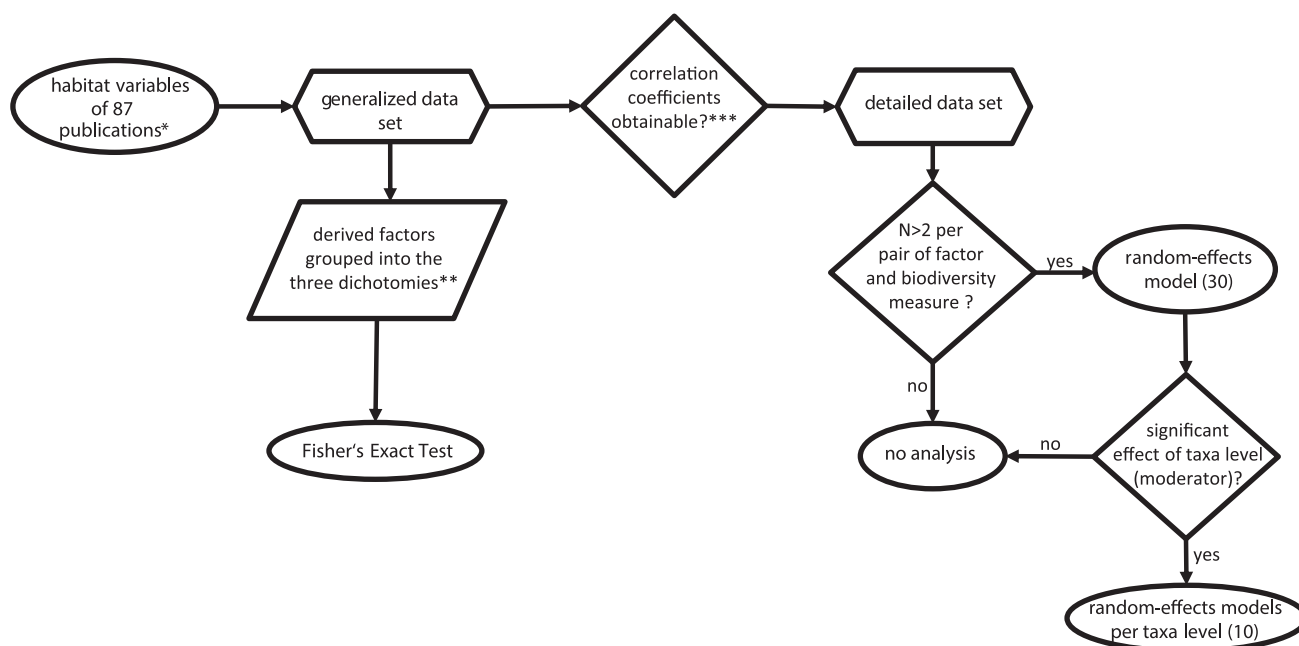 habitat variables
of 87
publications*
generalized data
set
correlation
coefficients
obtainable?***
detailed data set
derived factors
grouped into the
three dichotomies**
Fisher‘s Exact Test
N>2 per
pair of factor
and biodiversity
measure ?
yes
random-effects
model (30)
no
no analysis
no
significant
effect of taxa level
(moderator)?
yes
random-effects models
per taxa level (10)